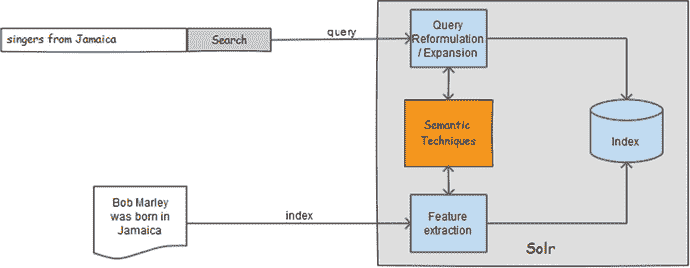 singers from Jamaica
Search
query
Query
Reformulation
/ Expansion
Semantic
Techniques
Index
Bob Marley
was born in
Jamaica
index
Feature
extraction
Solr